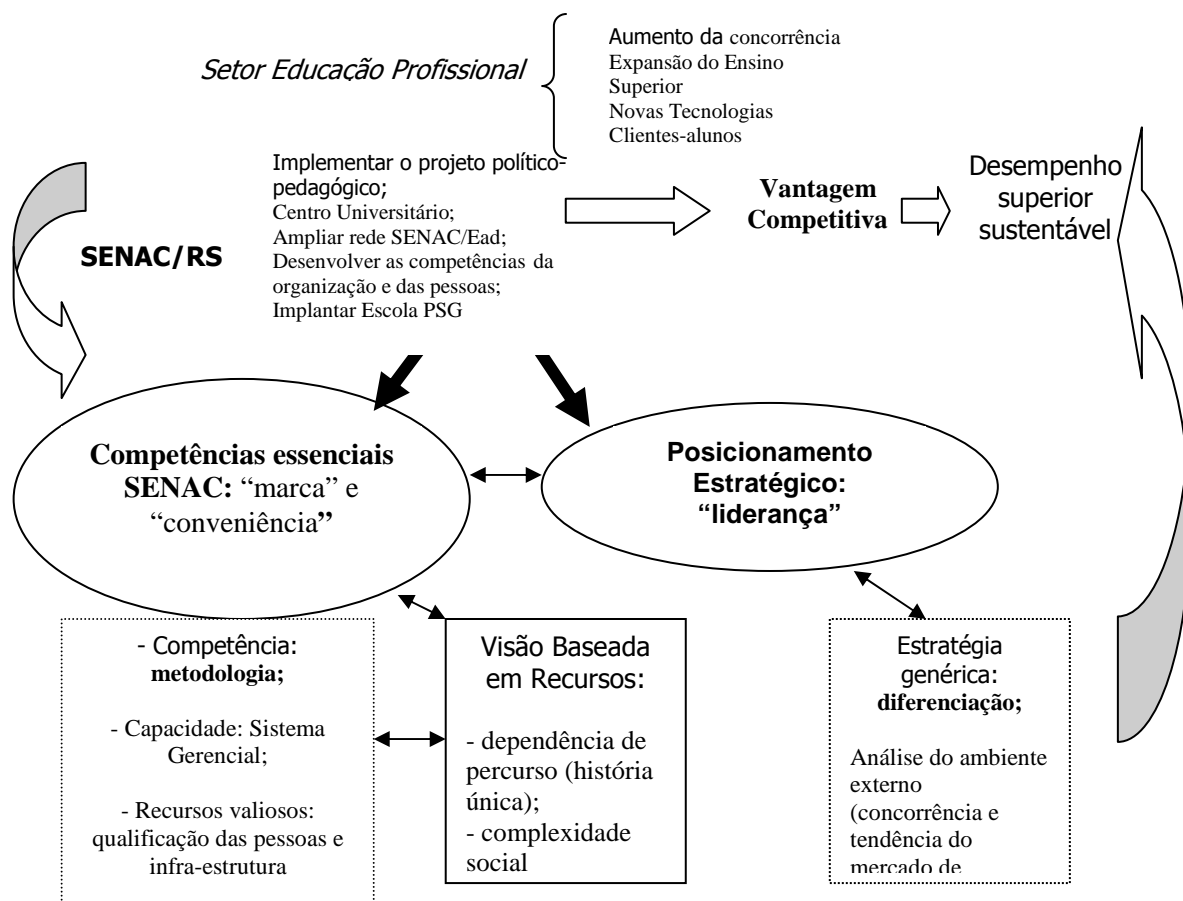 Setor Educação Profissional
Aumento da concorrência
Expansão do Ensino
Superior
Novas Tecnologias
Clientes-alunos
SENAC/RS
Implementar o projeto político-
pedagógico;
Centro Universitário;
Ampliar rede SENAC/Ead;
Desenvolver as competências da
organização e das pessoas;
Implantar Escola PSG
Vantagem
Competitiva
Desempenho
superior
sustentável
Competências essenciais
SENAC: “marca” e
“conveniência”
Posicionamento
Estratégico:
“liderança”
- Competência:
metodologia;
- Capacidade: Sistema
Gerencial;
- Recursos valiosos:
qualificação das pessoas e
infra-estrutura
Visão Baseada
em Recursos:
- dependência de
percurso (história
única);
- complexidade
social
Estratégia
genérica:
diferenciação;
Análise do ambiente
externo
(concorrência e
tendência do
mercado de